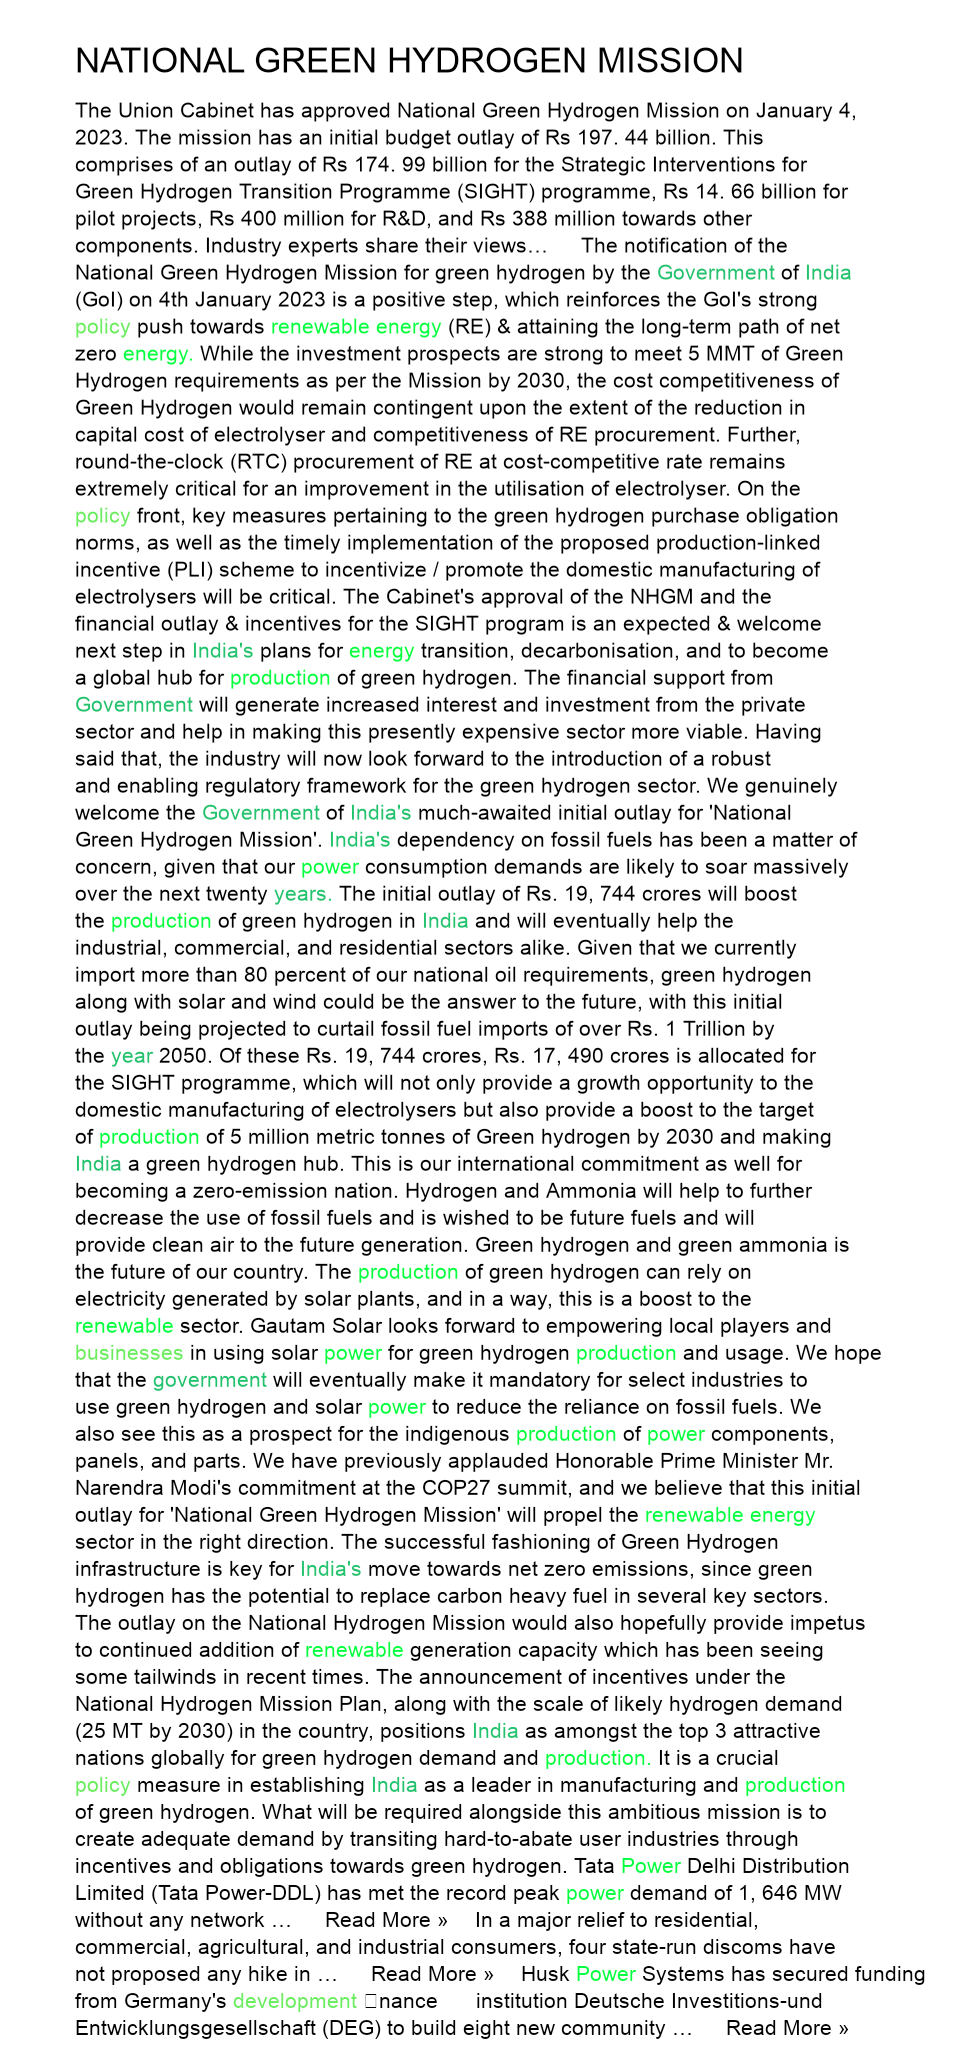 NATIONAL GREEN HYDROGEN MISSION
The Union Cabinet has approved National Green Hydrogen Mission on January 4,
2023. The mission has an initial budget outlay of Rs 197. 44 billion. This
comprises of an outlay of Rs 174. 99 billion for the Strategic Interventions for
Green Hydrogen Transition Programme (SIGHT) programme, Rs 14. 66 billion for
pilot projects, Rs 400 million for R&D, and Rs 388 million towards other
components. Industry experts share their views… The notification of the
National Green Hydrogen Mission for green hydrogen by the Government of India
(GoI) on 4th January 2023 is a positive step, which reinforces the GoI's strong
policy push towards renewable energy (RE) & attaining the long-term path of net
zero energy. While the investment prospects are strong to meet 5 MMT of Green
Hydrogen requirements as per the Mission by 2030, the cost competitiveness of
Green Hydrogen would remain contingent upon the extent of the reduction in
capital cost of electrolyser and competitiveness of RE procurement. Further,
round-the-clock (RTC) procurement of RE at cost-competitive rate remains
extremely critical for an improvement in the utilisation of electrolyser. On the
policy front, key measures pertaining to the green hydrogen purchase obligation
norms, as well as the timely implementation of the proposed production-linked
incentive (PLI) scheme to incentivize / promote the domestic manufacturing of
electrolysers will be critical. The Cabinet's approval of the NHGM and the
financial outlay & incentives for the SIGHT program is an expected & welcome
next step in India's plans for energy transition, decarbonisation, and to become
a global hub for production of green hydrogen. The financial support from
Government will generate increased interest and investment from the private
sector and help in making this presently expensive sector more viable. Having
said that, the industry will now look forward to the introduction of a robust
and enabling regulatory framework for the green hydrogen sector. We genuinely
welcome the Government of India's much-awaited initial outlay for 'National
Green Hydrogen Mission'. India's dependency on fossil fuels has been a matter of
concern, given that our power consumption demands are likely to soar massively
over the next twenty years. The initial outlay of Rs. 19, 744 crores will boost
the production of green hydrogen in India and will eventually help the
industrial, commercial, and residential sectors alike. Given that we currently
import more than 80 percent of our national oil requirements, green hydrogen
along with solar and wind could be the answer to the future, with this initial
outlay being projected to curtail fossil fuel imports of over Rs. 1 Trillion by
the year 2050. Of these Rs. 19, 744 crores, Rs. 17, 490 crores is allocated for
the SIGHT programme, which will not only provide a growth opportunity to the
domestic manufacturing of electrolysers but also provide a boost to the target
of production of 5 million metric tonnes of Green hydrogen by 2030 and making
India a green hydrogen hub. This is our international commitment as well for
becoming a zero-emission nation. Hydrogen and Ammonia will help to further
decrease the use of fossil fuels and is wished to be future fuels and will
provide clean air to the future generation. Green hydrogen and green ammonia is
the future of our country. The production of green hydrogen can rely on
electricity generated by solar plants, and in a way, this is a boost to the
renewable sector. Gautam Solar looks forward to empowering local players and
businesses in using solar power for green hydrogen production and usage. We hope
that the government will eventually make it mandatory for select industries to
use green hydrogen and solar power to reduce the reliance on fossil fuels. We
also see this as a prospect for the indigenous production of power components,
panels, and parts. We have previously applauded Honorable Prime Minister Mr.
Narendra Modi's commitment at the COP27 summit, and we believe that this initial
outlay for 'National Green Hydrogen Mission' will propel the renewable energy
sector in the right direction. The successful fashioning of Green Hydrogen
infrastructure is key for India's move towards net zero emissions, since green
hydrogen has the potential to replace carbon heavy fuel in several key sectors.
The outlay on the National Hydrogen Mission would also hopefully provide impetus
to continued addition of renewable generation capacity which has been seeing
some tailwinds in recent times. The announcement of incentives under the
National Hydrogen Mission Plan, along with the scale of likely hydrogen demand
(25 MT by 2030) in the country, positions India as amongst the top 3 attractive
nations globally for green hydrogen demand and production. It is a crucial
policy measure in establishing India as a leader in manufacturing and production
of green hydrogen. What will be required alongside this ambitious mission is to
create adequate demand by transiting hard-to-abate user industries through
incentives and obligations towards green hydrogen. Tata Power Delhi Distribution
Limited (Tata Power-DDL) has met the record peak power demand of 1, 646 MW
without any network … Read More » In a major relief to residential,
commercial, agricultural, and industrial consumers, four state-run discoms have
not proposed any hike in … Read More » Husk Power Systems has secured funding
from Germany's development □nance institution Deutsche Investitions-und
Entwicklungsgesellschaft (DEG) to build eight new community … Read More »